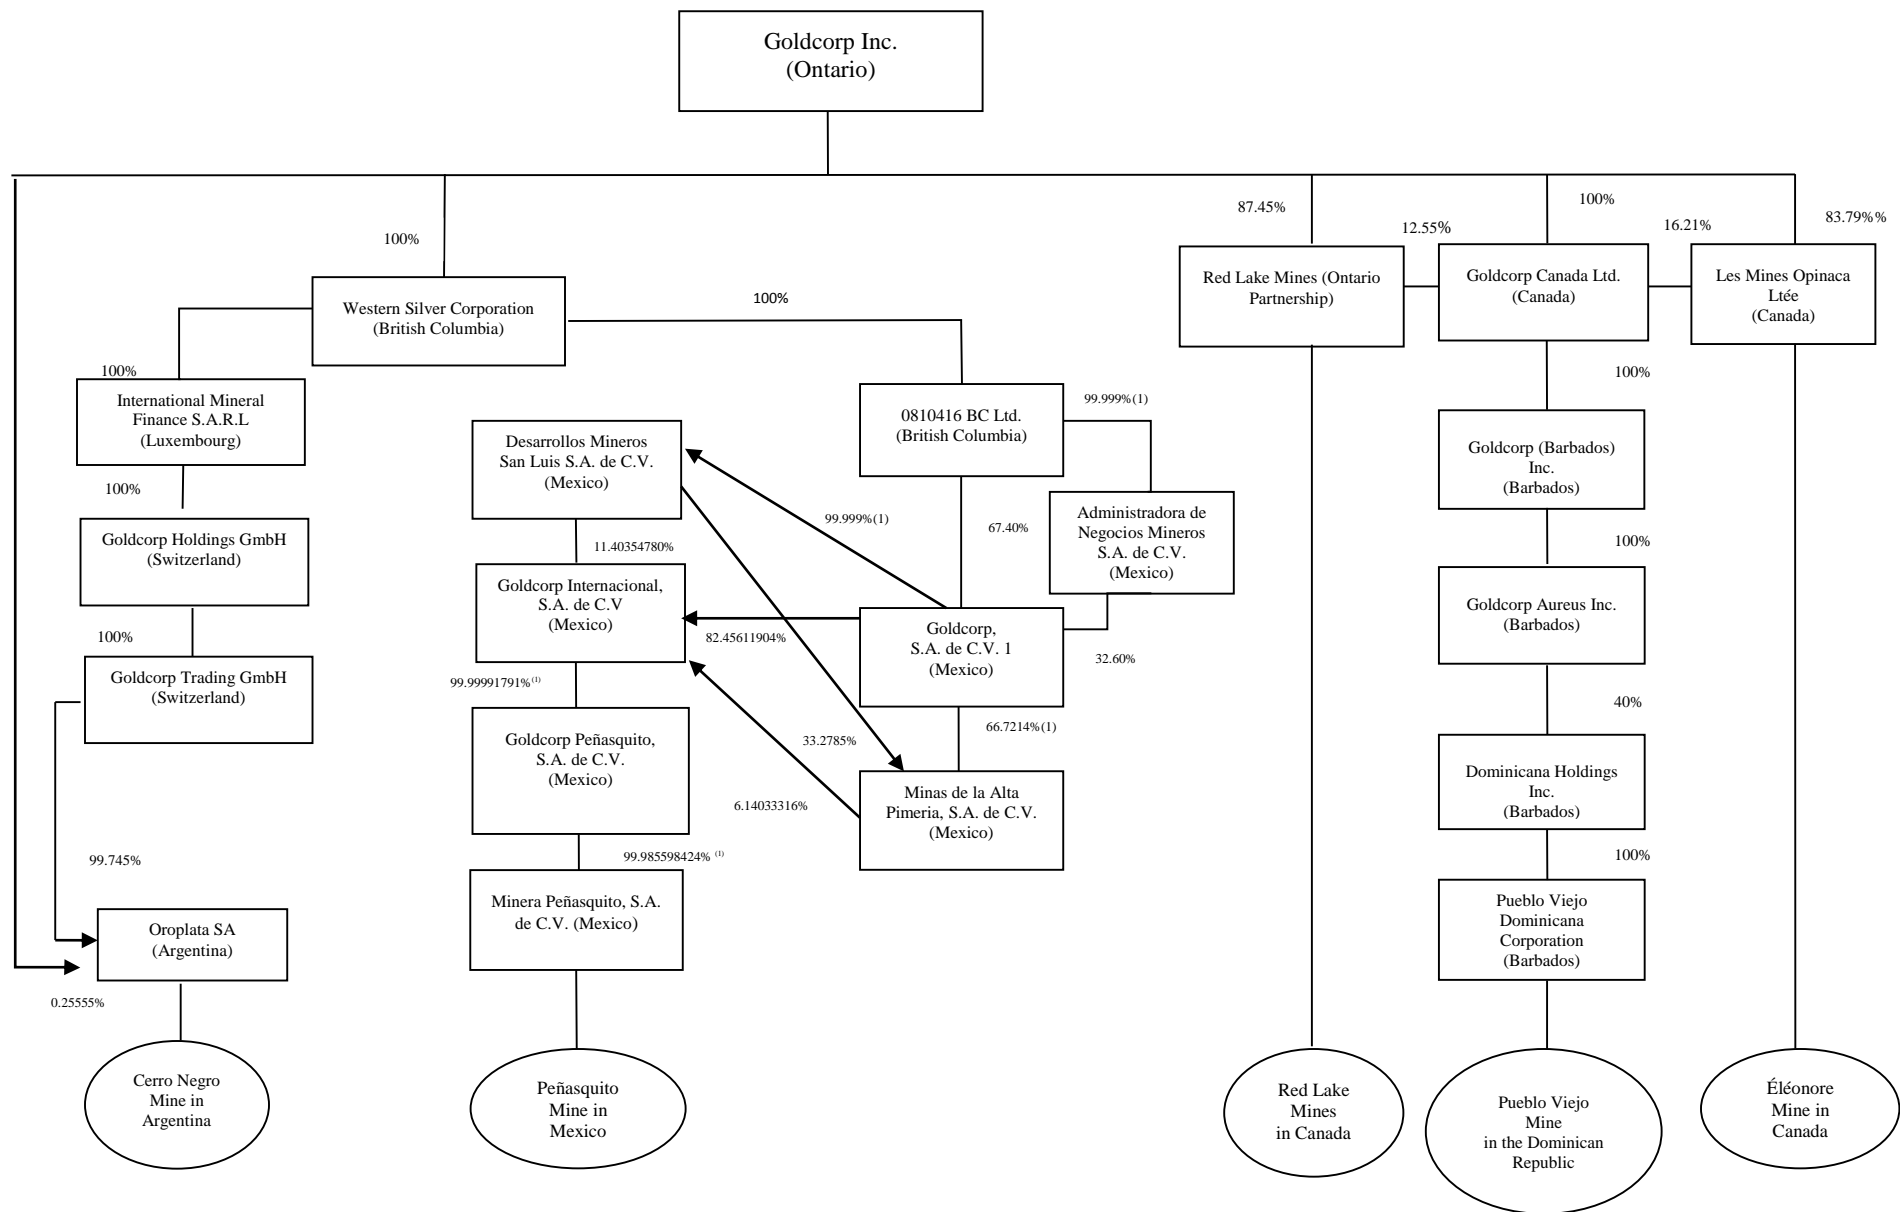 Goldcorp Inc.
(Ontario)
100%
87.45%
12.55%
100%
16.21%
83.79%%
Western Silver Corporation
(British Columbia)
100%
Red Lake Mines (Ontario
Partnership)
Goldcorp Canada Ltd.
(Canada)
Les Mines Opinaca
Ltée
(Canada)
100%
International Mineral
Finance S.A.R.L
(Luxembourg)
100%
Goldcorp Holdings GmbH
(Switzerland)
100%
Goldcorp Trading GmbH
(Switzerland)
99.745%
Oroplata SA
(Argentina)
0.25555%
Cerro Negro
Mine in
Argentina
Desarrollos Mineros
San Luis S.A. de C.V.
(Mexico)
11.40354780%
Goldcorp Internacional,
S.A. de C.V
(Mexico)
99.99991791% (1)
Goldcorp Peñasquito,
S.A. de C.V.
(Mexico)
99.985598424% (1)
Minera Peñasquito, S.A.
de C.V. (Mexico)
Peñasquito
Mine in
Mexico
0810416 BC Ltd.
(British Columbia)
99.999%(1)
99.999%(1)
67.40%
Administradora de
Negocios Mineros
S.A. de C.V.
(Mexico)
82.45611904%
Goldcorp,
S.A. de C.V. 1
(Mexico)
32.60%
66.7214%(1)
33.2785%
6.14033316%
Minas de la Alta
Pimeria, S.A. de C.V.
(Mexico)
Red Lake
Mines
in Canada
100%
Goldcorp (Barbados)
Inc.
(Barbados)
100%
Goldcorp Aureus Inc.
(Barbados)
40%
Dominicana Holdings
Inc.
(Barbados)
100%
Pueblo Viejo
Dominicana
Corporation
(Barbados)
Pueblo Viejo
Mine
in the Dominican
Republic
Éléonore
Mine in
Canada